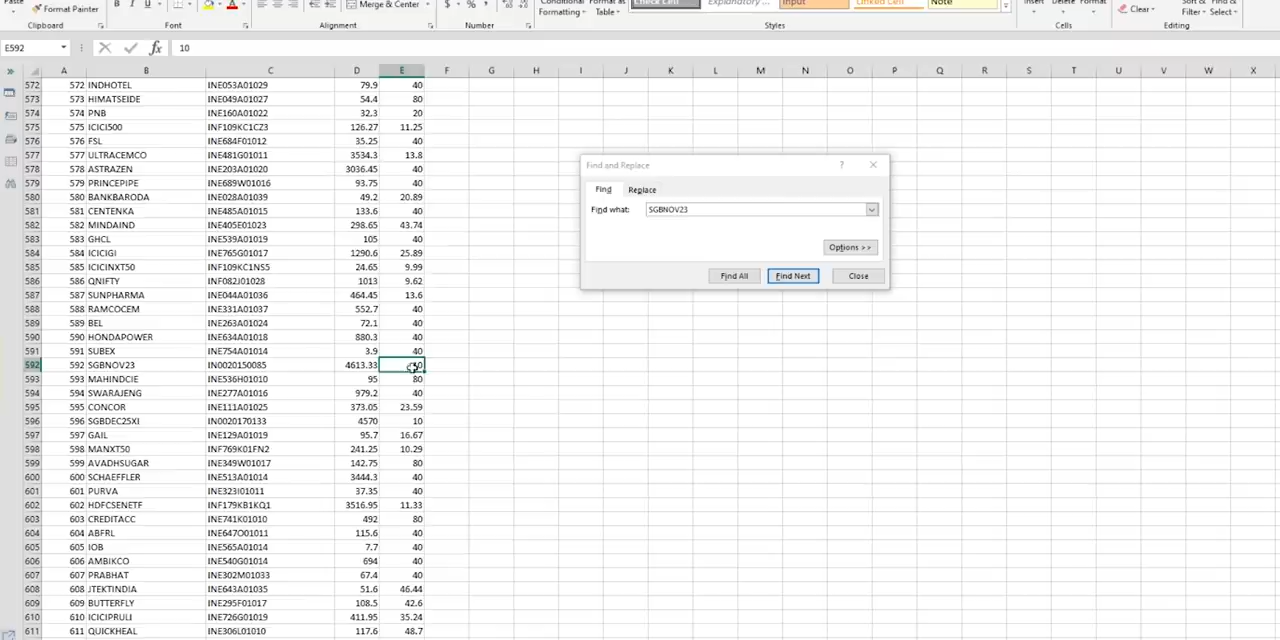 Format Painter
Merge & Center
Conditional
Format as
Formatting
Table
Check Cell
Explanatory ...
Input
Linked Cell
Note
Insert
Delete
Format
Clear
Sort &
Find &
Filter
Select
Clipboard
Font
Alignment
Number
Styles
Cells
Editing
E592
fx
10
A B C D E F G H I J K L M N O P Q R S T U V W X
572 572 INDHOTEL INE053A01029 79.9 40
573 573 HIMATSEIDE INE049A01027 54.4 80
574 574 PNB INE160A01022 32.3 20
575 575 ICICI500 INF109KC1CZ3 126.27 11.25
576 576 FSL INE684F01012 35.25 40
577 577 ULTRACEMCO INE481G01011 3534.3 13.8
578 578 ASTRAZEN INE203A01020 3036.45 40
579 579 PRINCEPIPE INE689W01016 93.75 40
580 580 BANKBARODA INE028A01039 49.2 20.89
581 581 CENTENKA INE485A01015 133.6 40
582 582 MINDAIND INE405E01023 298.65 43.74
583 583 GHCL INE539A01019 105 40
584 584 ICICIGI INE765G01017 1290.6 25.89
585 585 ICICINXT50 INF109KC1NS5 24.65 9.99
586 586 QNIFTY INF082J01028 1013 9.62
587 587 SUNPHARMA INE044A01036 464.45 13.6
588 588 RAMCOCEM INE331A01037 552.7 40
589 589 BEL INE263A01024 72.1 40
590 590 HONDAPOWER INE634A01018 880.3 40
591 591 SUBEX INE754A01014 3.9 40
592 592 SGBNOV23 IN0020150085 4613.33
593 593 MAHINDCIE INE536H01010 95 80
594 594 SWARAJENG INE277A01016 979.2 40
595 595 CONCOR INE111A01025 373.05 23.59
596 596 SGBDEC25XI IN0020170133 4570 10
597 597 GAIL INE129A01019 95.7 16.67
598 598 MANXT50 INF769K01FN2 241.25 10.29
599 599 AVADHSUGAR INE349W01017 142.75 80
600 600 SCHAEFFLER INE513A01014 3444.3 40
601 601 PURVA INE323I01011 37.35 40
602 602 HDFCSENETF INF179KB1KQ1 3516.95 11.33
603 603 CREDITACC INE741K01010 492 80
604 604 ABFRL INE647O01011 115.6 40
605 605 IOB INE565A01014 7.7 40
606 606 AMBIKCO INE540G01014 694 40
607 607 PRABHAT INE302M01033 67.4 40
608 608 JTEKTINDIA INE643A01035 51.6 46.44
609 609 BUTTERFLY INE295F01017 108.5 42.6
610 610 ICICIPRULI INE726G01019 411.95 35.24
611 611 QUICKHEAL INE306L01010 117.6 48.7
Find and Replace
?
Find
Replace
Find what:
SGBNOV23
Options >>
Find All
Find Next
Close